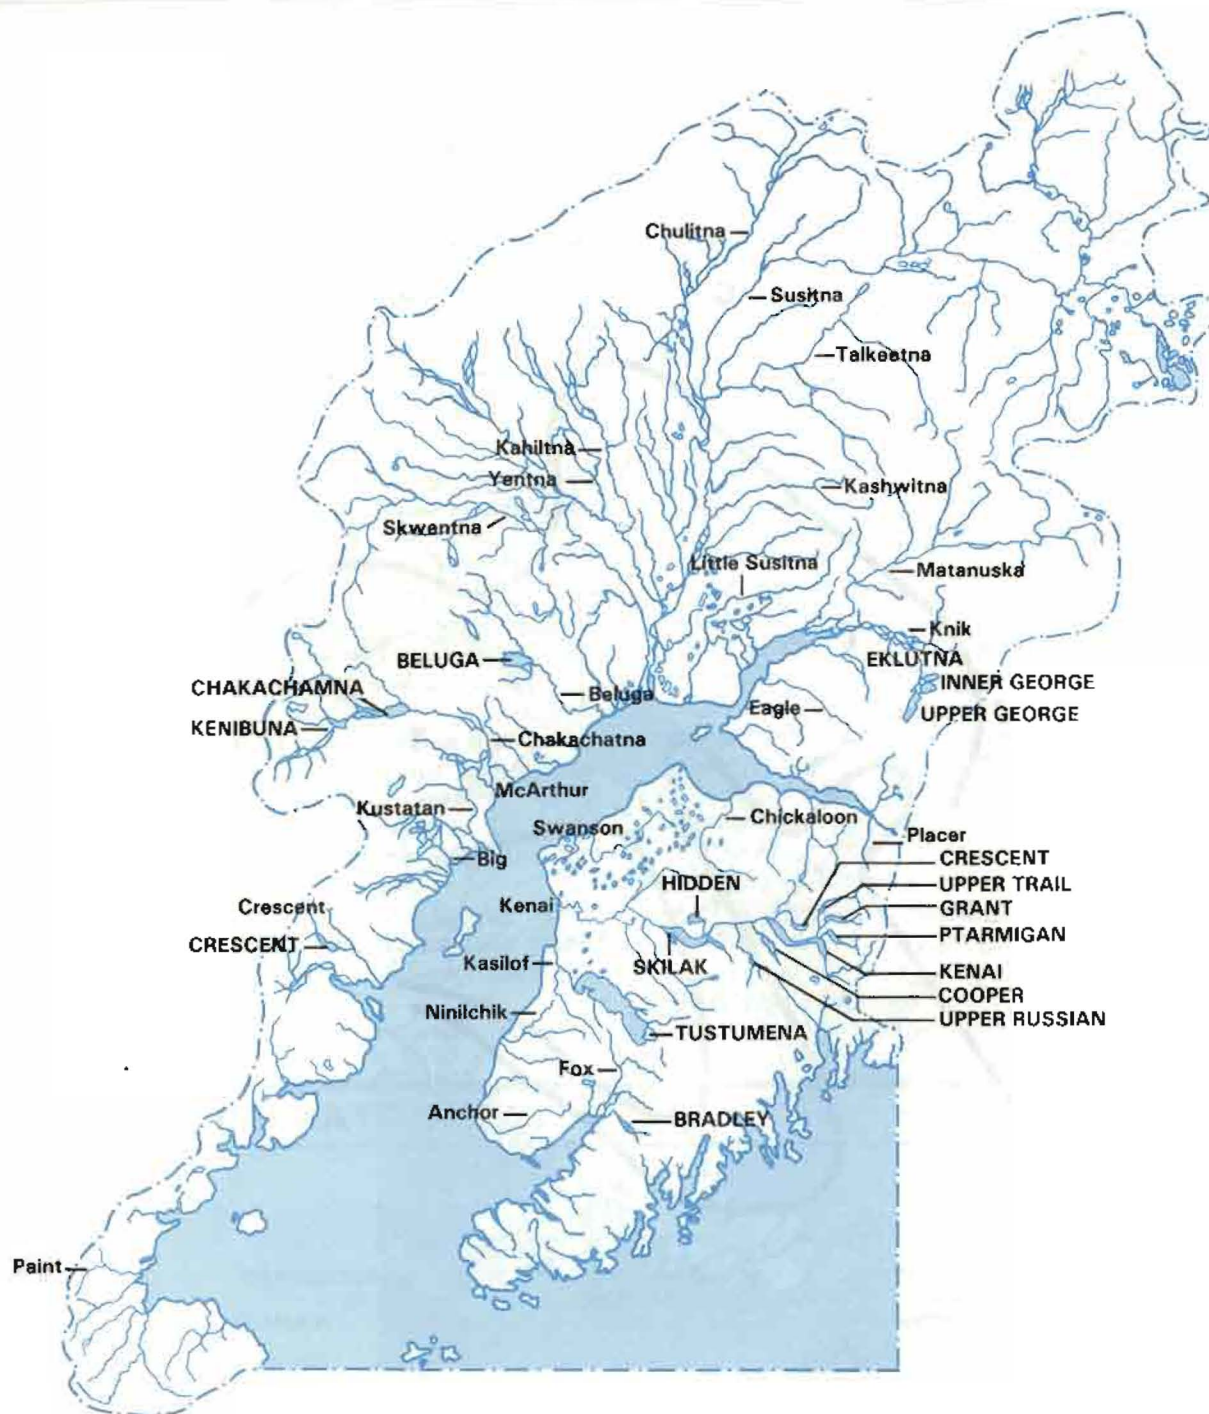 Chulitna
Susitna
Talkeetna
Kahiltna
Yentna
Kashwitna
Skwentna
Little Susitna
Matanuska
Knik
BELUGA
EKLUTNA
CHAKACHAMNA
INNER GEORGE
Beluga
Eagle
UPPER GEORGE
KENIBUNA
Chakachatna
McArthur
Kustatan
Chickaloon
Swanson
Placer
Big
CRESCENT
HIDDEN
UPPER TRAIL
Crescent
Kenai
GRANT
PTARMIGAN
CRESCENT
Kasilof
SKILAK
KENAI
COOPER
Ninilchik
UPPER RUSSIAN
TUSTUMENA
Fox
Anchor
BRADLEY
Paint